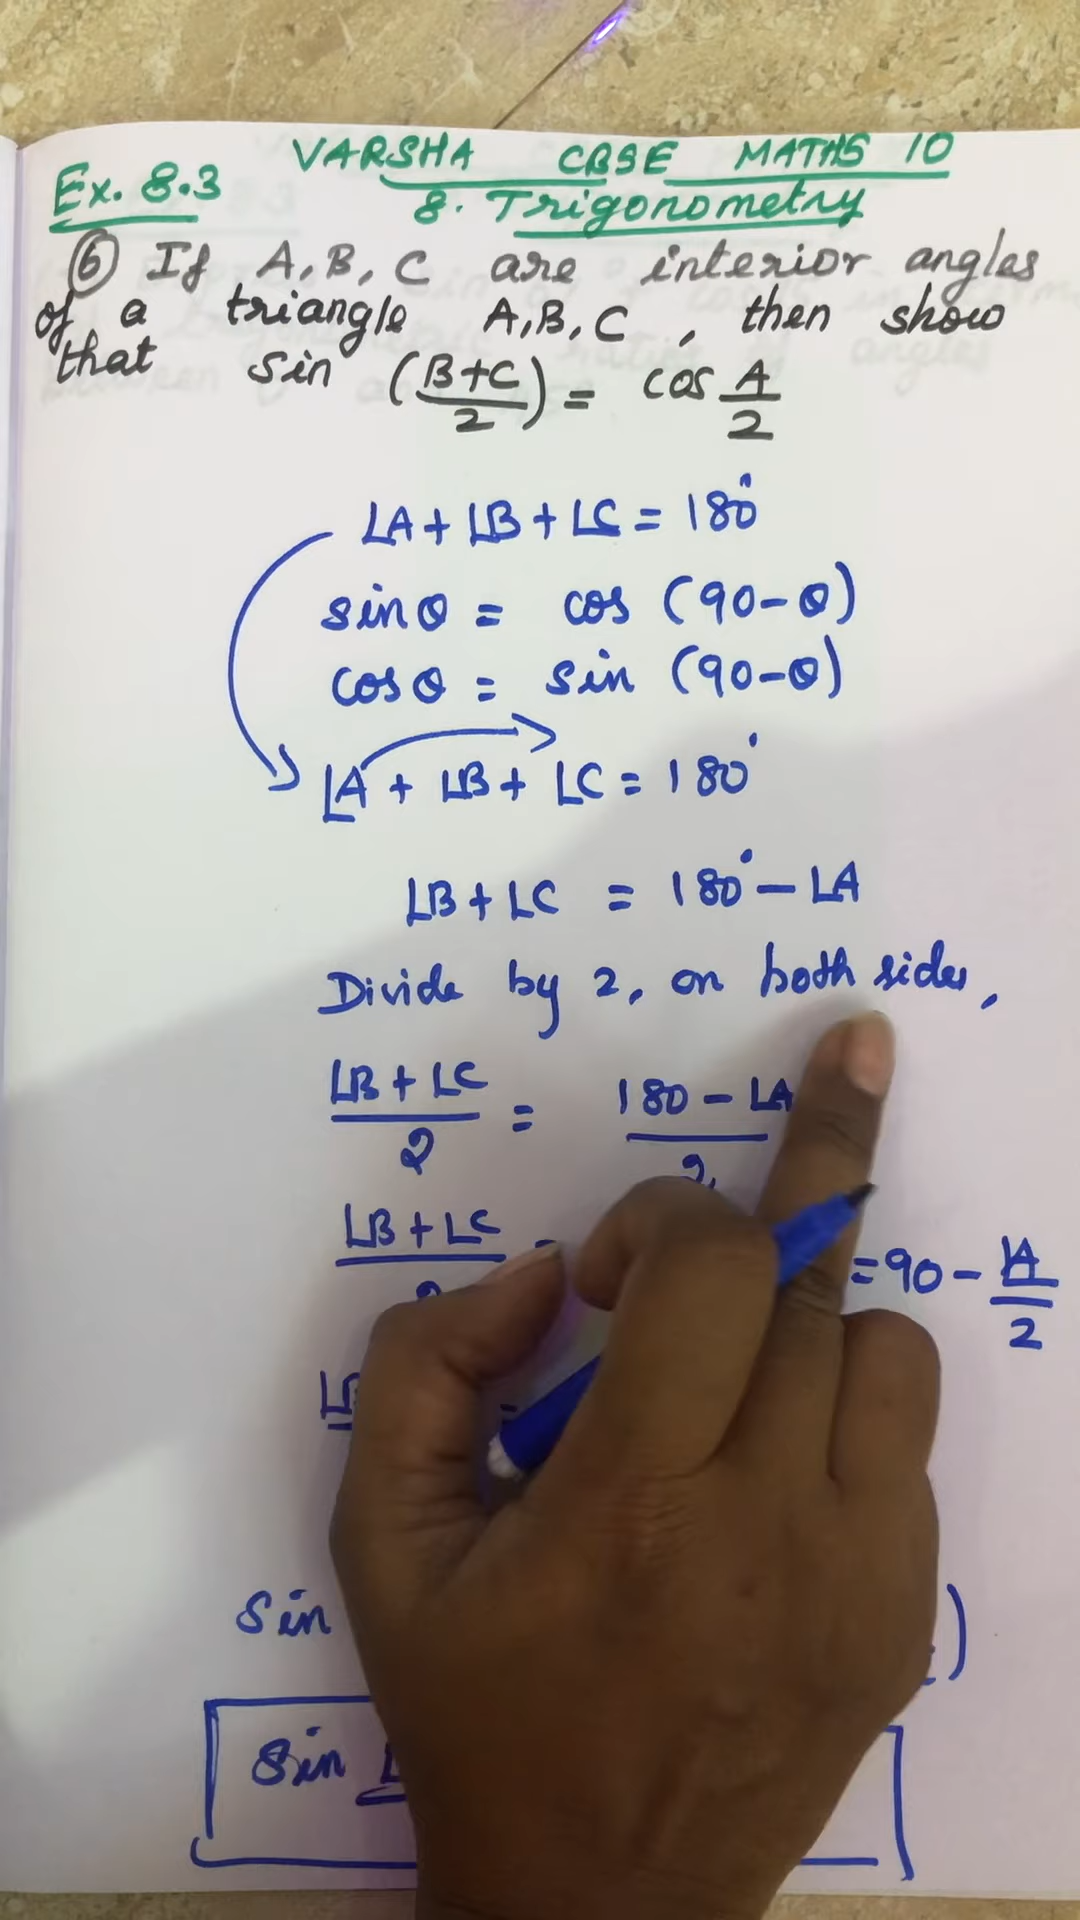 VARSHA CBSE MATHS 10
Ex. 8.3
8. Trigonometry
⑥ If A, B, C are interior angles
of a triangle A, B, C, then show
that sin (B+C/2) = cos A/2
∠A + ∠B + ∠C = 180°
sin θ = cos (90 - θ)
cos θ = sin (90 - θ)
∠A + ∠B + ∠C = 180°
∠B + ∠C = 180° - ∠A
Divide by 2, on both sides,
∠B + ∠C / 2 = 180 - ∠A / 2
∠B + ∠C / 2 = 90 - ∠A / 2
sin )
sin